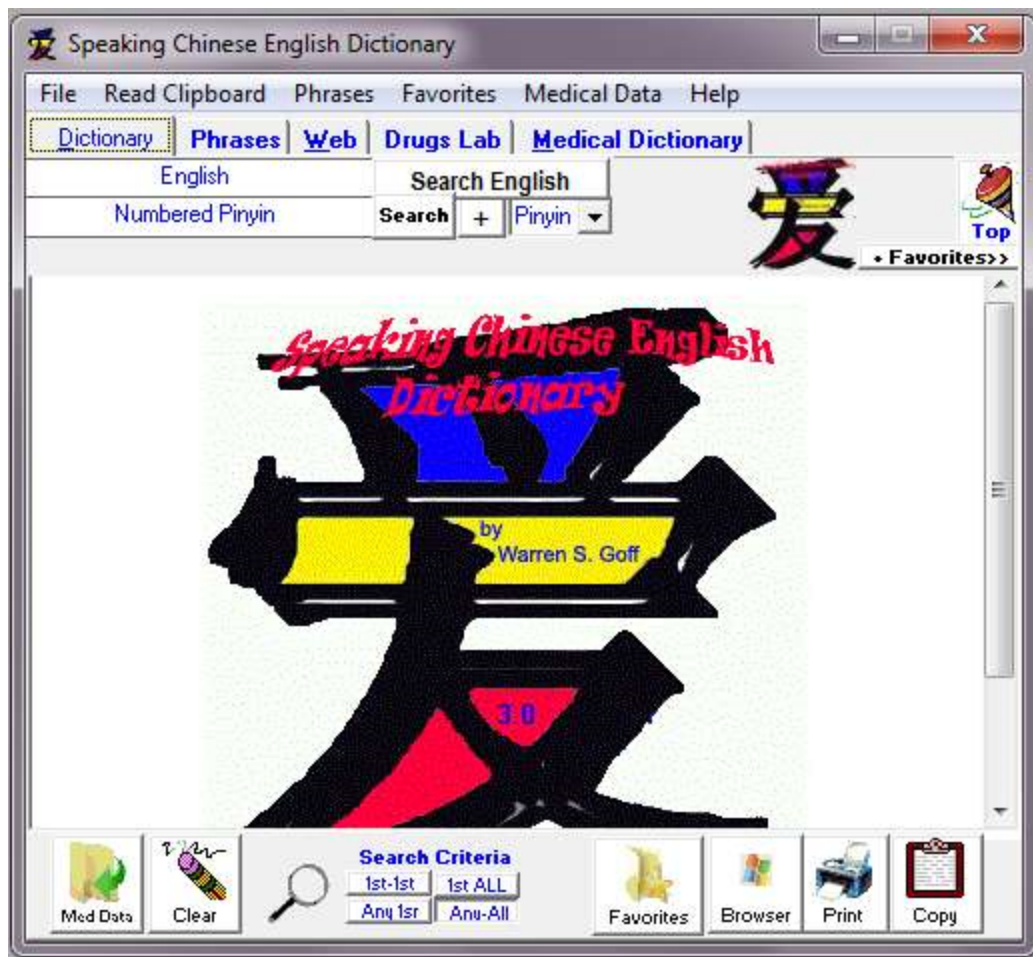 Speaking Chinese English Dictionary
File Read Clipboard Phrases Favorites Medical Data Help
Dictionary Phrases Web Drugs Lab Medical Dictionary
English Search English
Numbered Pinyin Search + Pinyin
爱
Top
+ Favorites>>
Speaking Chinese English
Dictionary
by
Warren S. Goff
爱
3.0
Search Criteria
1st-1st 1st ALL
Any 1sr Any-All
Med Data Clear Favorites Browser Print Copy